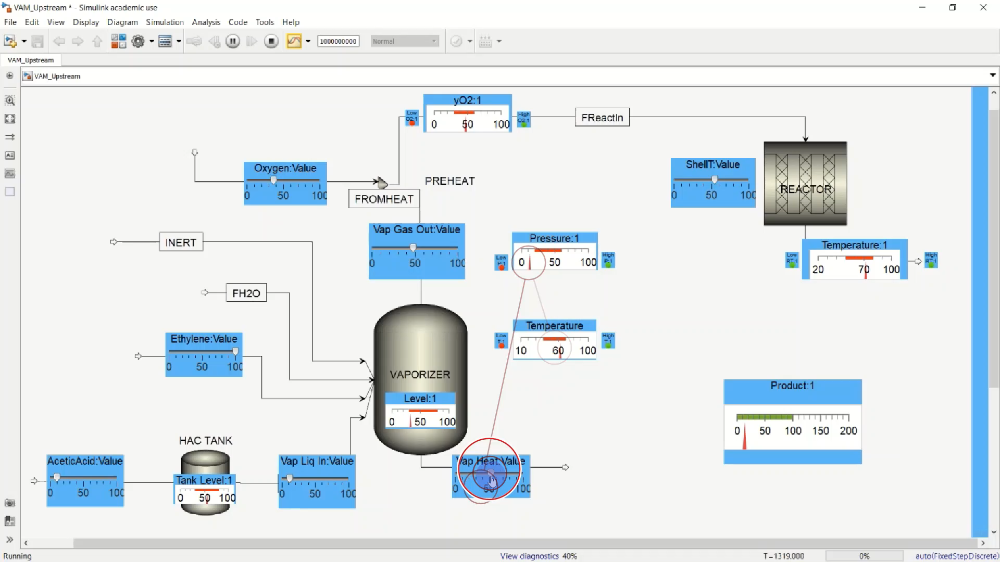 VAM_Upstream * - Simulink academic use
File Edit View Display Diagram Simulation Analysis Code Tools Help
1000000000 Normal
VAM_Upstream
VAM_Upstream
yO2:1
Low O2:1
High O2:1
0 50 100
FReactIn
Oxygen:Value
0 50 100
PREHEAT
FROMHEAT
ShellT:Value
0 50 100
REACTOR
Vap Gas Out:Value
0 50 100
INERT
Pressure:1
Low P:1
High P:1
0 50 100
Temperature:1
Low RT:1
High RT:1
20 70 100
FH2O
Temperature
Low T:1
High T:1
10 60 100
Ethylene:Value
0 50 100
VAPORIZER
Level:1
0 50 100
Product:1
0 50 100 150 200
HAC TANK
AceticAcid:Value
0 50 100
Tank Level:1
0 50 100
Vap Liq In:Value
0 50 100
Vap Heat:Value
0 50 100
Running View diagnostics 40% T=1319.000 0% auto(FixedStepDiscrete)